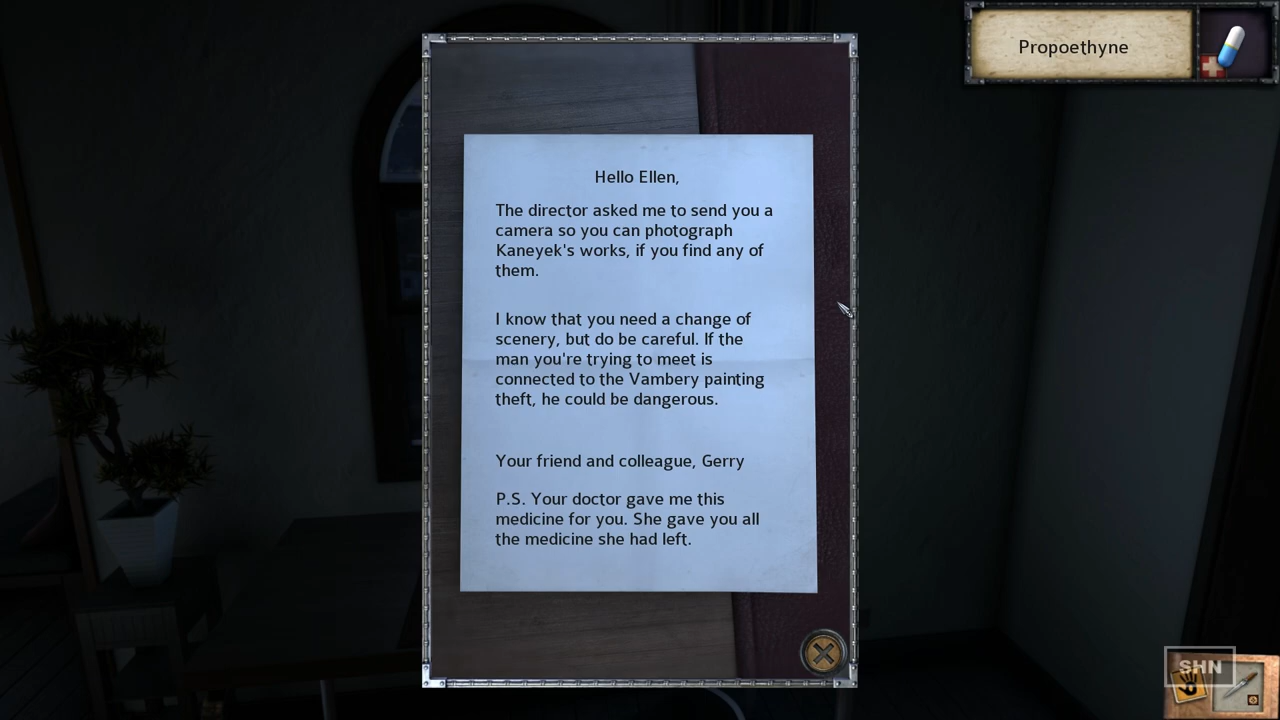 Propoethyne
Hello Ellen,
The director asked me to send you a
camera so you can photograph
Kaneyek's works, if you find any of
them.
I know that you need a change of
scenery, but do be careful. If the
man you're trying to meet is
connected to the Vambery painting
theft, he could be dangerous.
Your friend and colleague, Gerry
P.S. Your doctor gave me this
medicine for you. She gave you all
the medicine she had left.
SHN